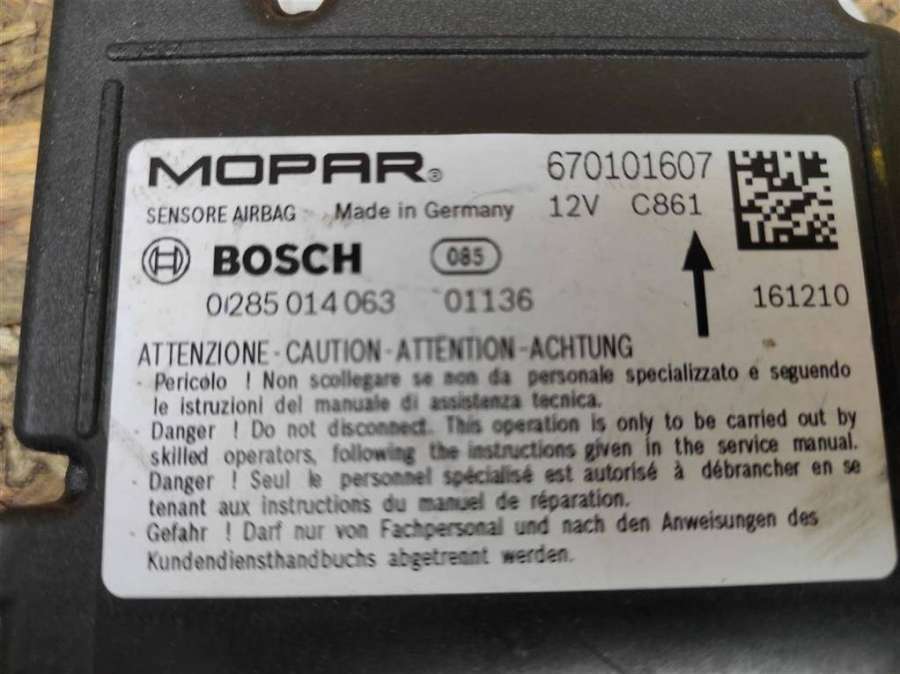 MOPAR® 670101607
SENSORE AIRBAG Made in Germany 12V C861
BOSCH 085
0285 014 063 01136 161210
ATTENZIONE - CAUTION - ATTENTION - ACHTUNG
· Pericolo ! Non scollegare se non da personale specializzato e seguendo
le istruzioni del manuale di assistenza tecnica.
· Danger ! Do not disconnect. This operation is only to be carried out by
skilled operators, following the instructions given in the service manual.
· Danger ! Seul le personnel spécialisé est autorisé à débrancher en se
tenant aux instructions du manuel de réparation.
· Gefahr ! Darf nur von Fachpersonal und nach den Anweisungen des
Kundendiensthandbuchs abgetrennt werden.